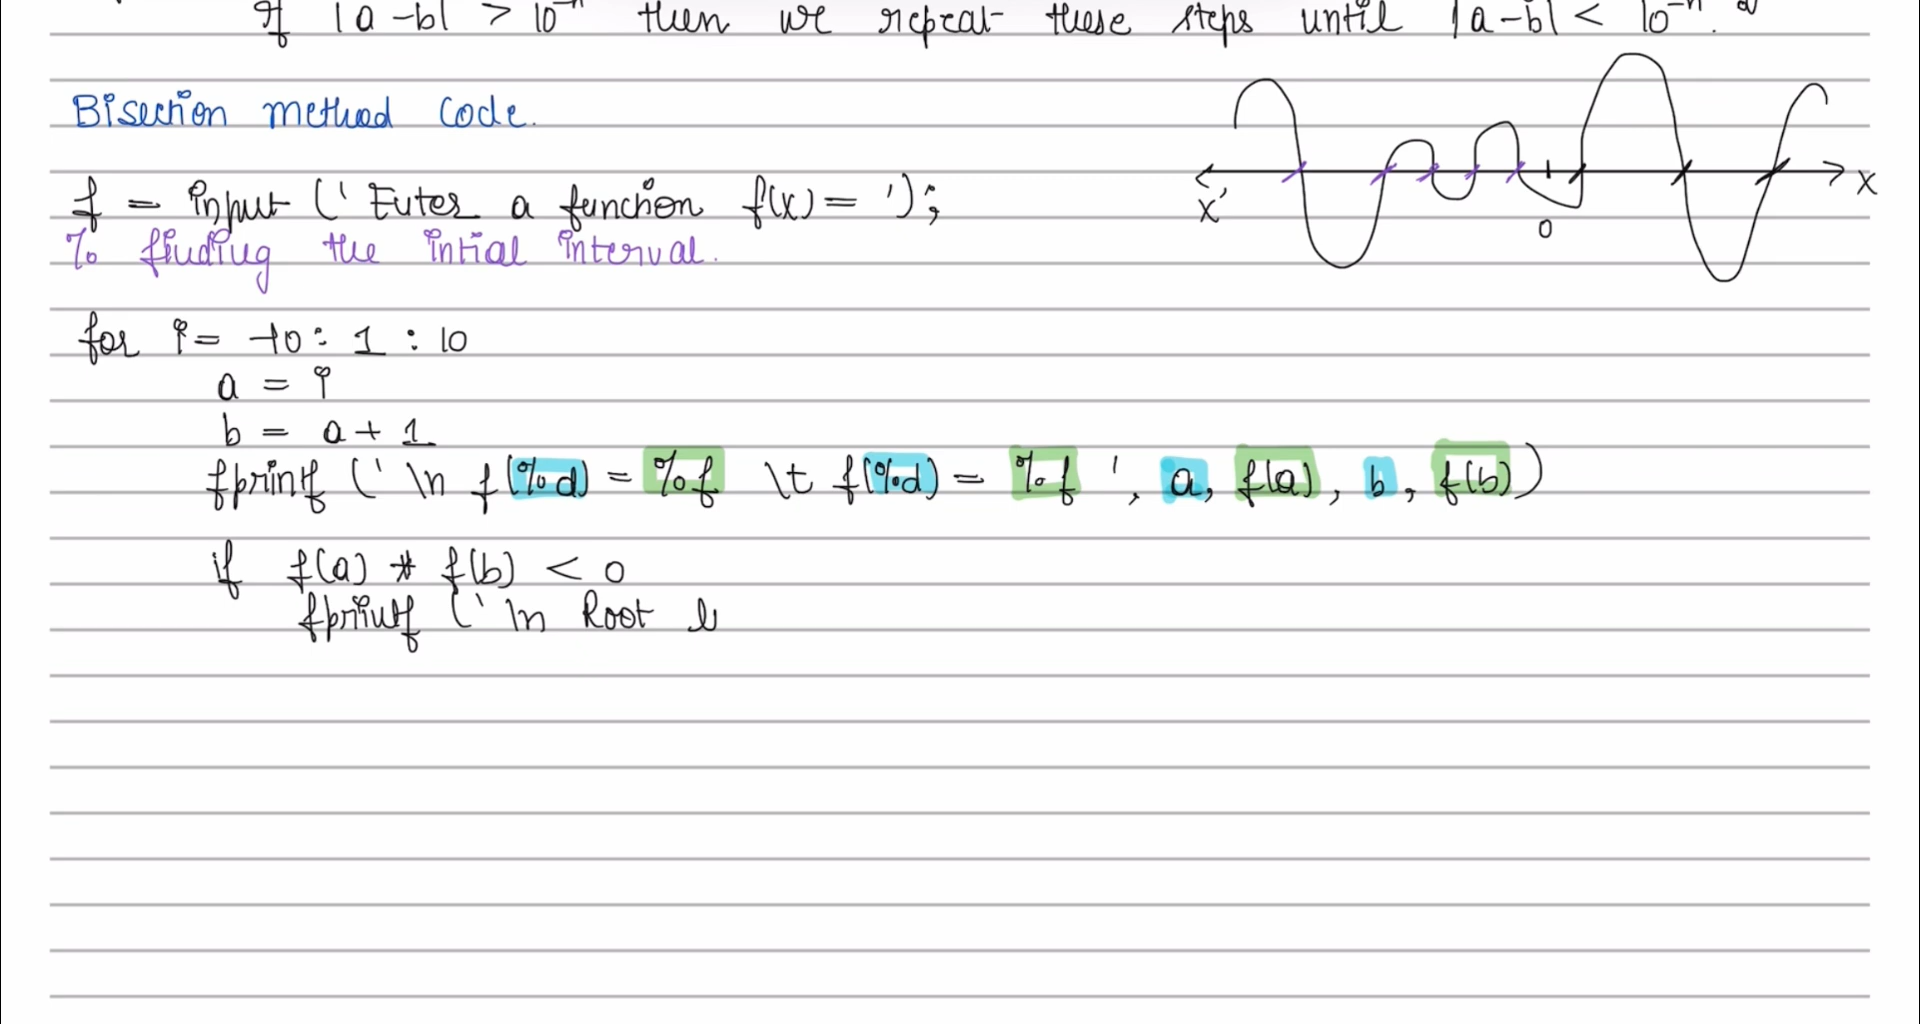 If |a-b| > 10⁻ⁿ then we repeat these steps until |a-b| < 10⁻ⁿ.
Bisection method Code.
f = input (' Enter a function f(x) = ');
% finding the intial interval.
for i = -10 : 1 : 10
a = i
b = a + 1
fprintf (' \n f(%d) = %f \t f(%d) = %f ', a, f(a), b, f(b))
if f(a) * f(b) < 0
fprintf (' \n Root
X'
0
X